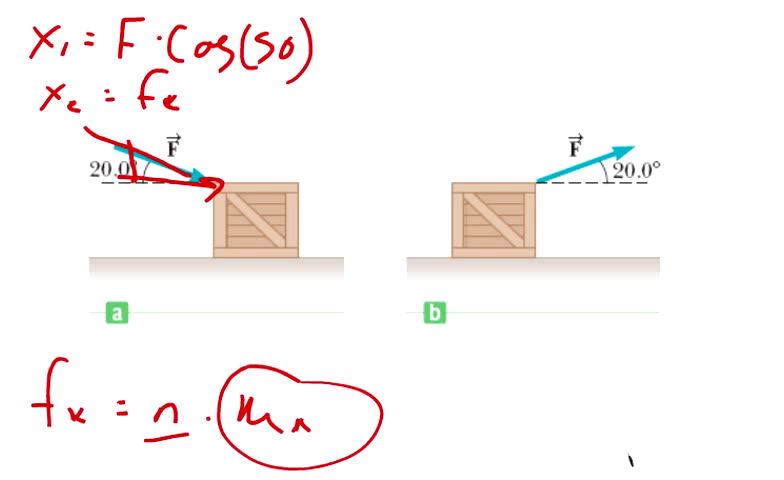 x₁ = F · Cos(50)
x₂ = fₖ
F 20.0°
F 20.0°
a b
fₖ = n · μₖ